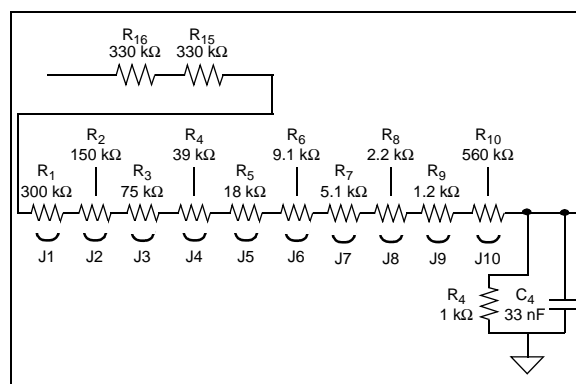 R16 R15
330 kΩ 330 kΩ
R2 R4 R6 R8 R10
150 kΩ 39 kΩ 9.1 kΩ 2.2 kΩ 560 kΩ
R1 R3 R5 R7 R9
300 kΩ 75 kΩ 18 kΩ 5.1 kΩ 1.2 kΩ
J1 J2 J3 J4 J5 J6 J7 J8 J9 J10
R4 C4
1 kΩ 33 nF